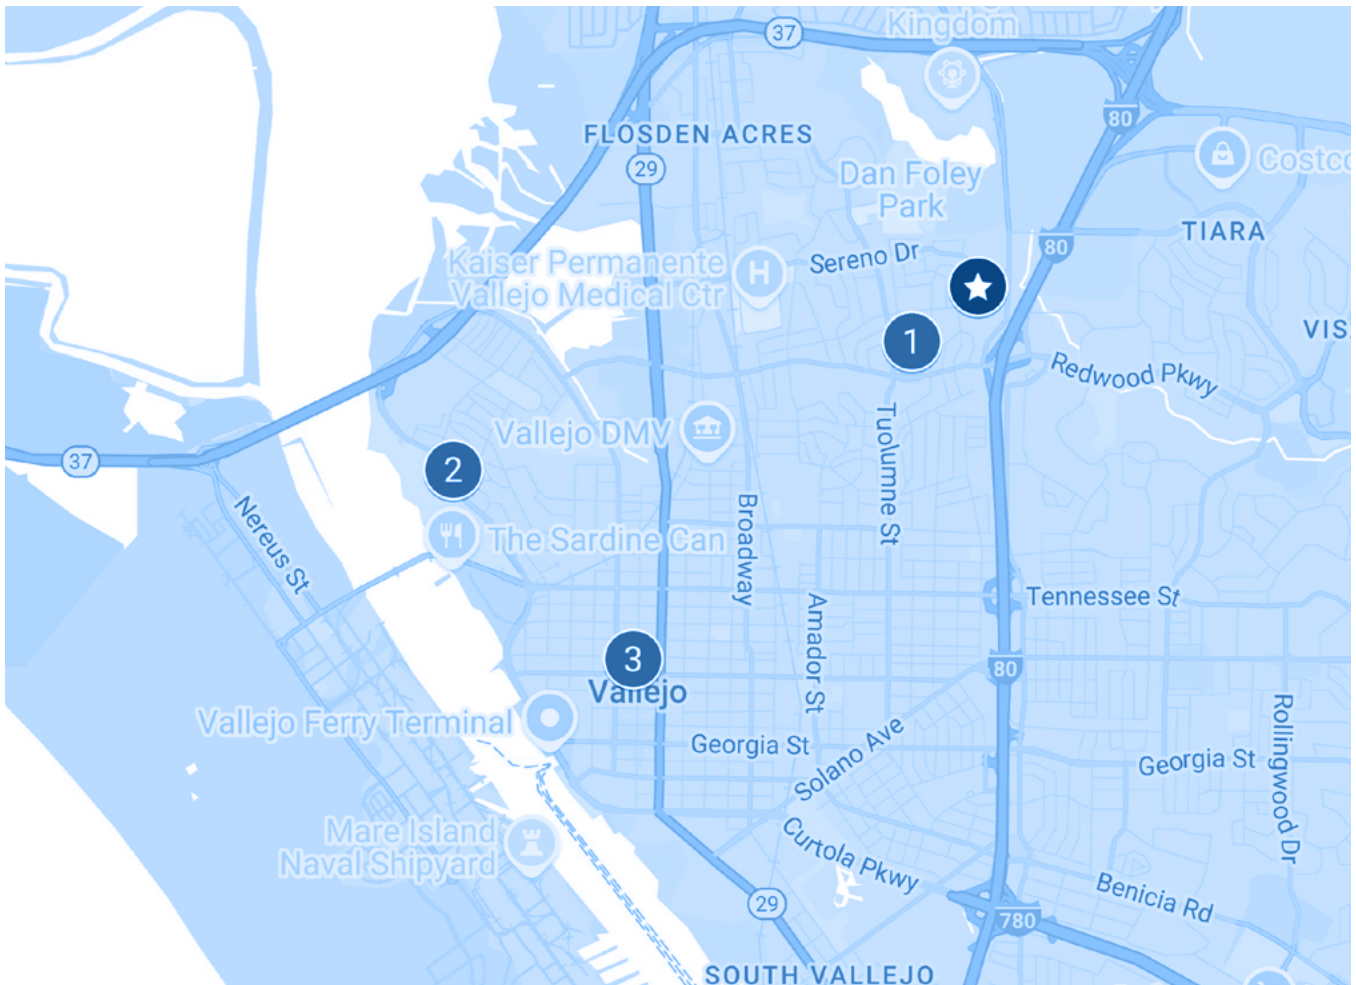 Kingdom
37
80
FLOSDEN ACRES
Costco
29
Dan Foley
Park
TIARA
80
Sereno Dr
Kaiser Permanente
Vallejo Medical Ctr
H
1
VIS
Redwood Pkwy
Tuolumne St
Vallejo DMV
37
2
Broadway
Nereus St
The Sardine Can
Tennessee St
Amador St
3
80
Vallejo
Rollingwood Dr
Vallejo Ferry Terminal
Georgia St
Solano Ave
Georgia St
Mare Island
Naval Shipyard
Curtola Pkwy
Benicia Rd
29
780
SOUTH VALLEJO